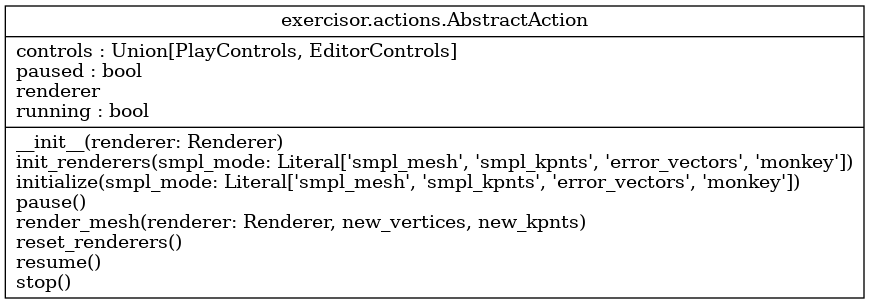 exercisor.actions.AbstractAction
controls : Union[PlayControls, EditorControls]
paused : bool
renderer
running : bool
__init__(renderer: Renderer)
init_renderers(smpl_mode: Literal['smpl_mesh', 'smpl_kpnts', 'error_vectors', 'monkey'])
initialize(smpl_mode: Literal['smpl_mesh', 'smpl_kpnts', 'error_vectors', 'monkey'])
pause()
render_mesh(renderer: Renderer, new_vertices, new_kpnts)
reset_renderers()
resume()
stop()